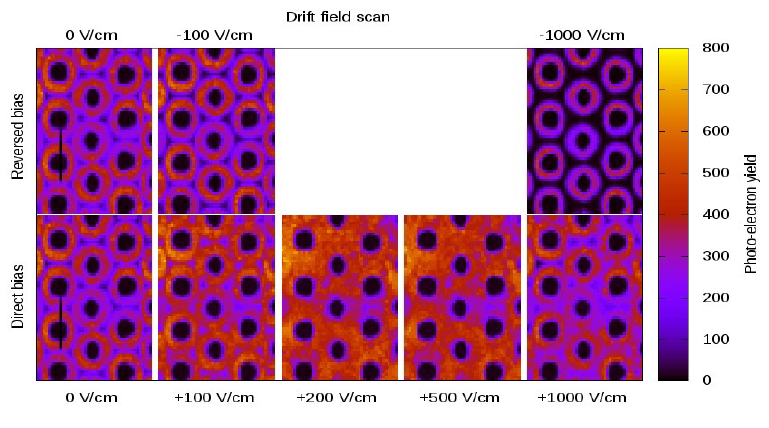 Drift field scan
0 V/cm -100 V/cm -1000 V/cm
Reversed bias
Direct bias
0 V/cm +100 V/cm +200 V/cm +500 V/cm +1000 V/cm
800
700
600
500
400
300
200
100
0
Photo-electron yield